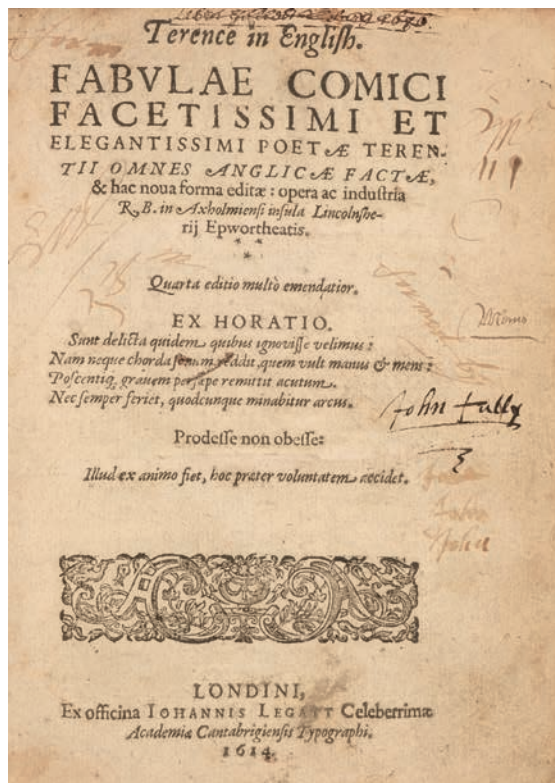 Terence in Engliſh.
FABVLAE COMICI
FACETISSIMI ET
ELEGANTISSIMI POETÆ TEREN-
TII OMNES ANGLICÆ FACTÆ,
& hac noua forma editæ: opera ac induſtria
R. B. in Axholmienſi inſula Lincolnſhe-
rij Epwortheatis.
* *
*
Quarta editio multò emendatior.
EX HORATIO.
Sunt delicta quidem quibus ignoviſſe velimus:
Nam neque chorda ſonum reddit, quem vult manus & mens:
Poſcentiq, grauem perſæpe remittit acutum.
Nec ſemper feriet, quodcunque minabitur arcus.
John Tally
Prodeſſe non obeſſe:
Illud ex animo fiet, hoc præter voluntatem accidet.
John
LONDINI,
Ex officina IOHANNIS LEGATT Celeberrimæ
Academiæ Cantabrigienſis Typographi.
1614.